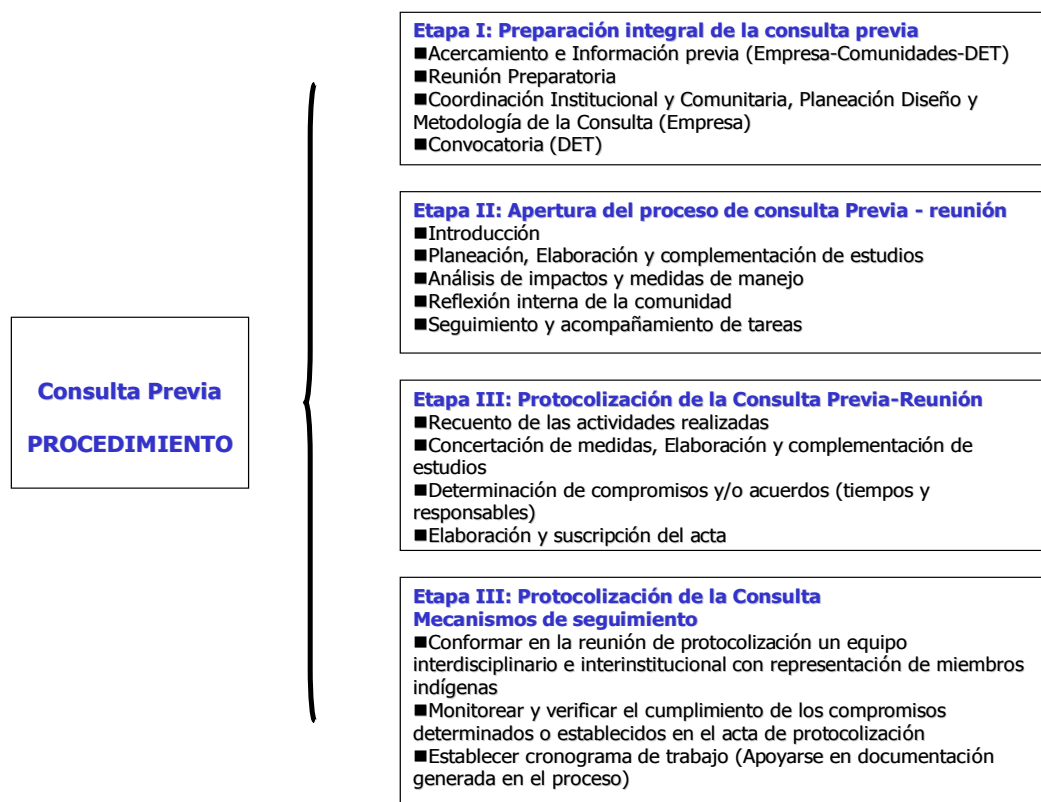 Consulta Previa
PROCEDIMIENTO
Etapa I: Preparación integral de la consulta previa
■Acercamiento e Información previa (Empresa-Comunidades-DET)
■Reunión Preparatoria
■Coordinación Institucional y Comunitaria, Planeación Diseño y
Metodología de la Consulta (Empresa)
■Convocatoria (DET)
Etapa II: Apertura del proceso de consulta Previa - reunión
■Introducción
■Planeación, Elaboración y complementación de estudios
■Análisis de impactos y medidas de manejo
■Reflexión interna de la comunidad
■Seguimiento y acompañamiento de tareas
Etapa III: Protocolización de la Consulta Previa-Reunión
■Recuento de las actividades realizadas
■Concertación de medidas, Elaboración y complementación de
estudios
■Determinación de compromisos y/o acuerdos (tiempos y
responsables)
■Elaboración y suscripción del acta
Etapa III: Protocolización de la Consulta
Mecanismos de seguimiento
■Conformar en la reunión de protocolización un equipo
interdisciplinario e interinstitucional con representación de miembros
indígenas
■Monitorear y verificar el cumplimiento de los compromisos
determinados o establecidos en el acta de protocolización
■Establecer cronograma de trabajo (Apoyarse en documentación
generada en el proceso)